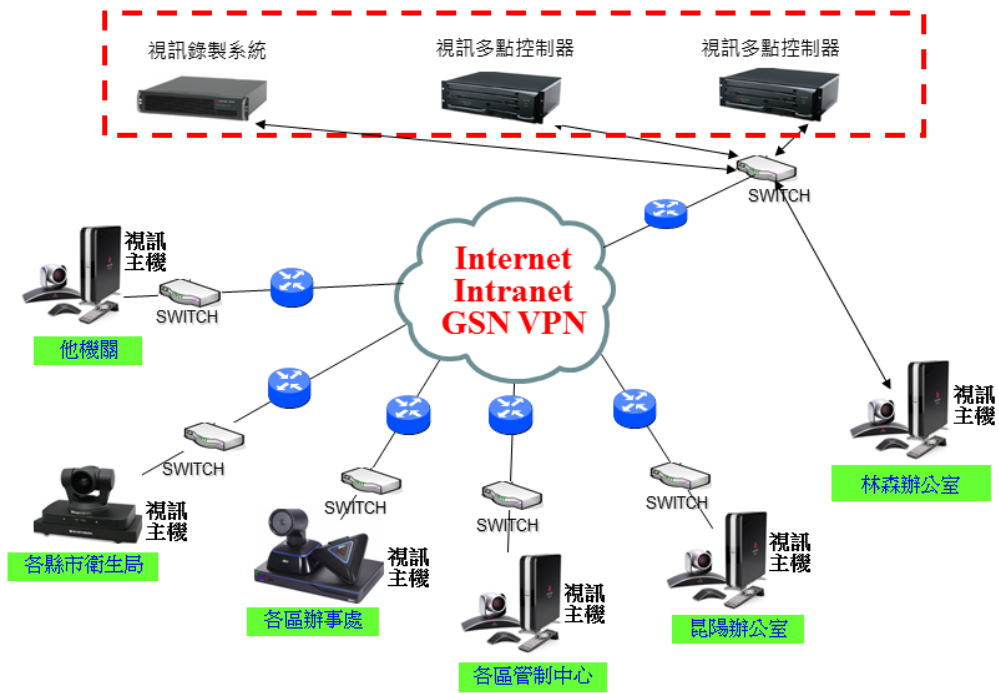 視訊錄製系統
視訊多點控制器
視訊多點控制器
SWITCH
Internet
Intranet
GSN VPN
視訊
主機
SWITCH
他機關
視訊
主機
林森辦公室
SWITCH
視訊
主機
各縣市衛生局
SWITCH
視訊
主機
各區辦事處
SWITCH
視訊
主機
各區管制中心
SWITCH
視訊
主機
昆陽辦公室